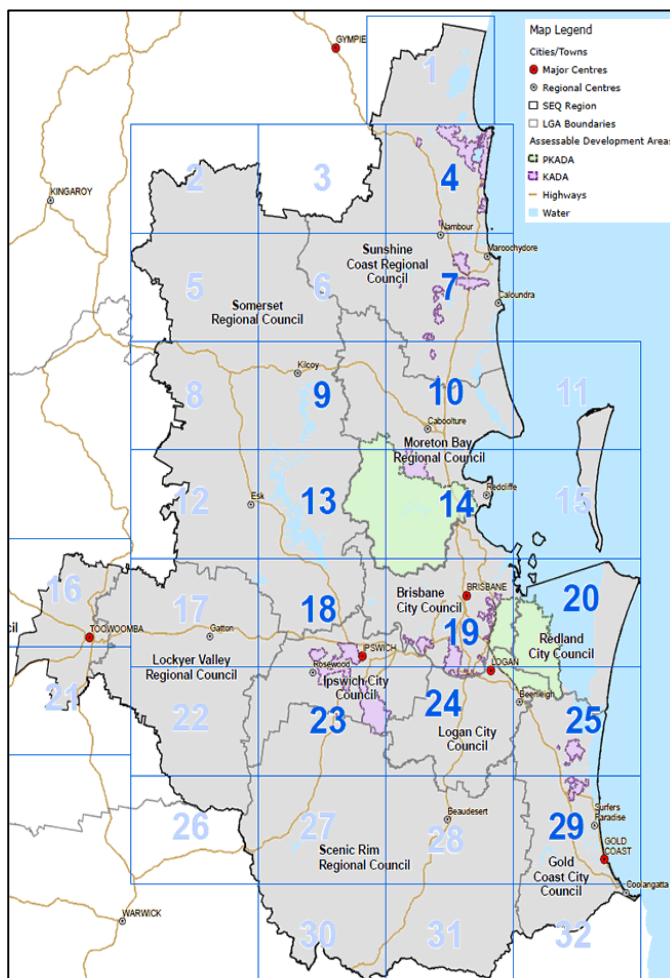 GYMPIE
1
Map Legend
Cities/Towns
Major Centres
Regional Centres
SEQ Region
LGA Boundaries
Assessable Development Areas
PKADA
KADA
Highways
Water
2
3
4
KINGAROY
Nambour
Maroochydore
Sunshine
Coast Regional
Council
5
6
7
Caloundra
Somerset
Regional Council
Kilcoy
8
9
10
11
Caboolture
Moreton Bay
Regional Council
Redcliffe
Esk
12
13
14
15
16
17
18
Brisbane
City Council
BRISBANE
19
20
TOOWOOMBA
Gatton
Redland
City Council
Lockyer Valley
Regional Council
IPSWICH
Rosewood
Ipswich City
Council
LOGAN
Beenleigh
21
22
23
24
25
Logan City
Council
Beaudesert
Surfers
Paradise
26
27
28
29
GOLD
COAST
Scenic Rim
Regional Council
Gold
Coast City
Council
Coolangatta
WARWICK
30
31
32